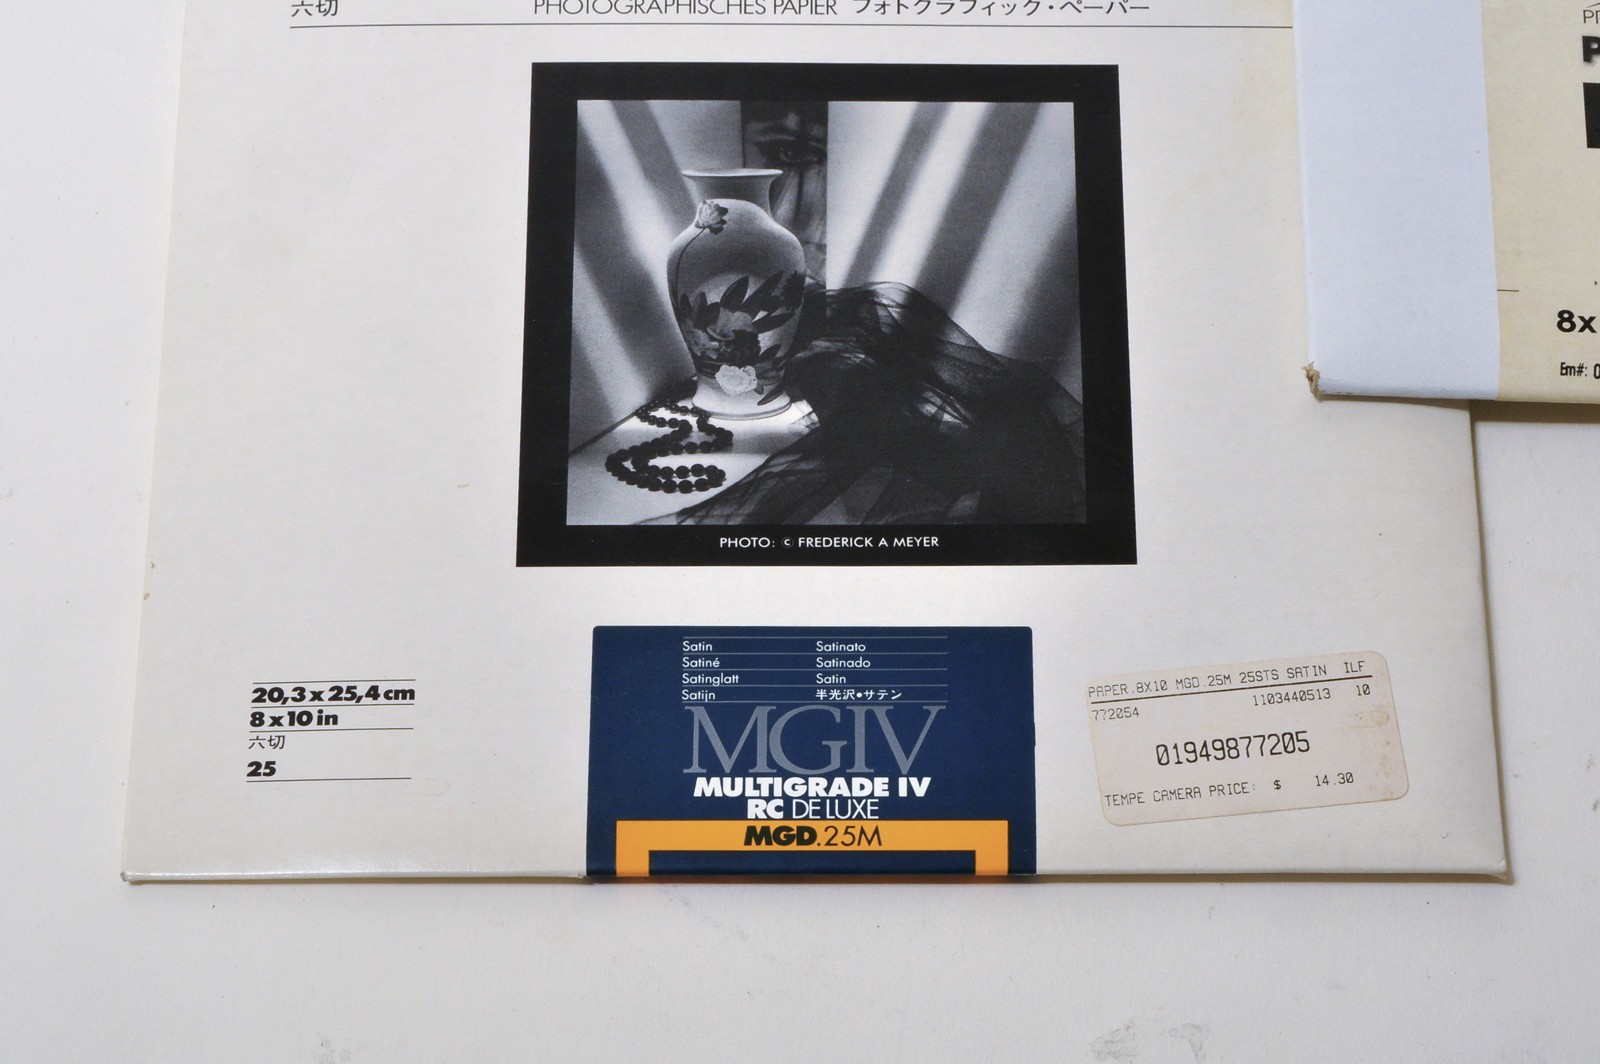 六切
PHOTOGRAPHISCHES PAPIER フォトグラフィック・ペーパー
PHOTO: © FREDERICK A MEYER
20,3 x 25,4 cm
8 x 10 in
六切
25
Satin Satinato
Satiné Satinado
Satinglatt Satin
Satijn 半光沢•サテン
MGIV
MULTIGRADE IV
RC DE LUXE
MGD.25M
PAPER.8X10 MGD.25M 25STS SATIN ILF
772054 1103440513 10
01949877205
TEMPE CAMERA PRICE: $ 14.30
8x
Em#: